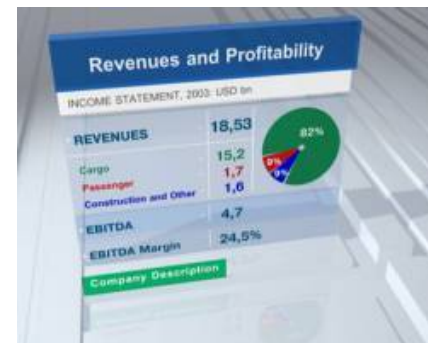 Revenues and Profitability
INCOME STATEMENT, 2003: USD bn
REVENUES 18,53
82%
Cargo 15,2
9%
Passenger 1,7
9%
Construction and Other 1,6
EBITDA 4,7
EBITDA Margin 24,5%
Company Description